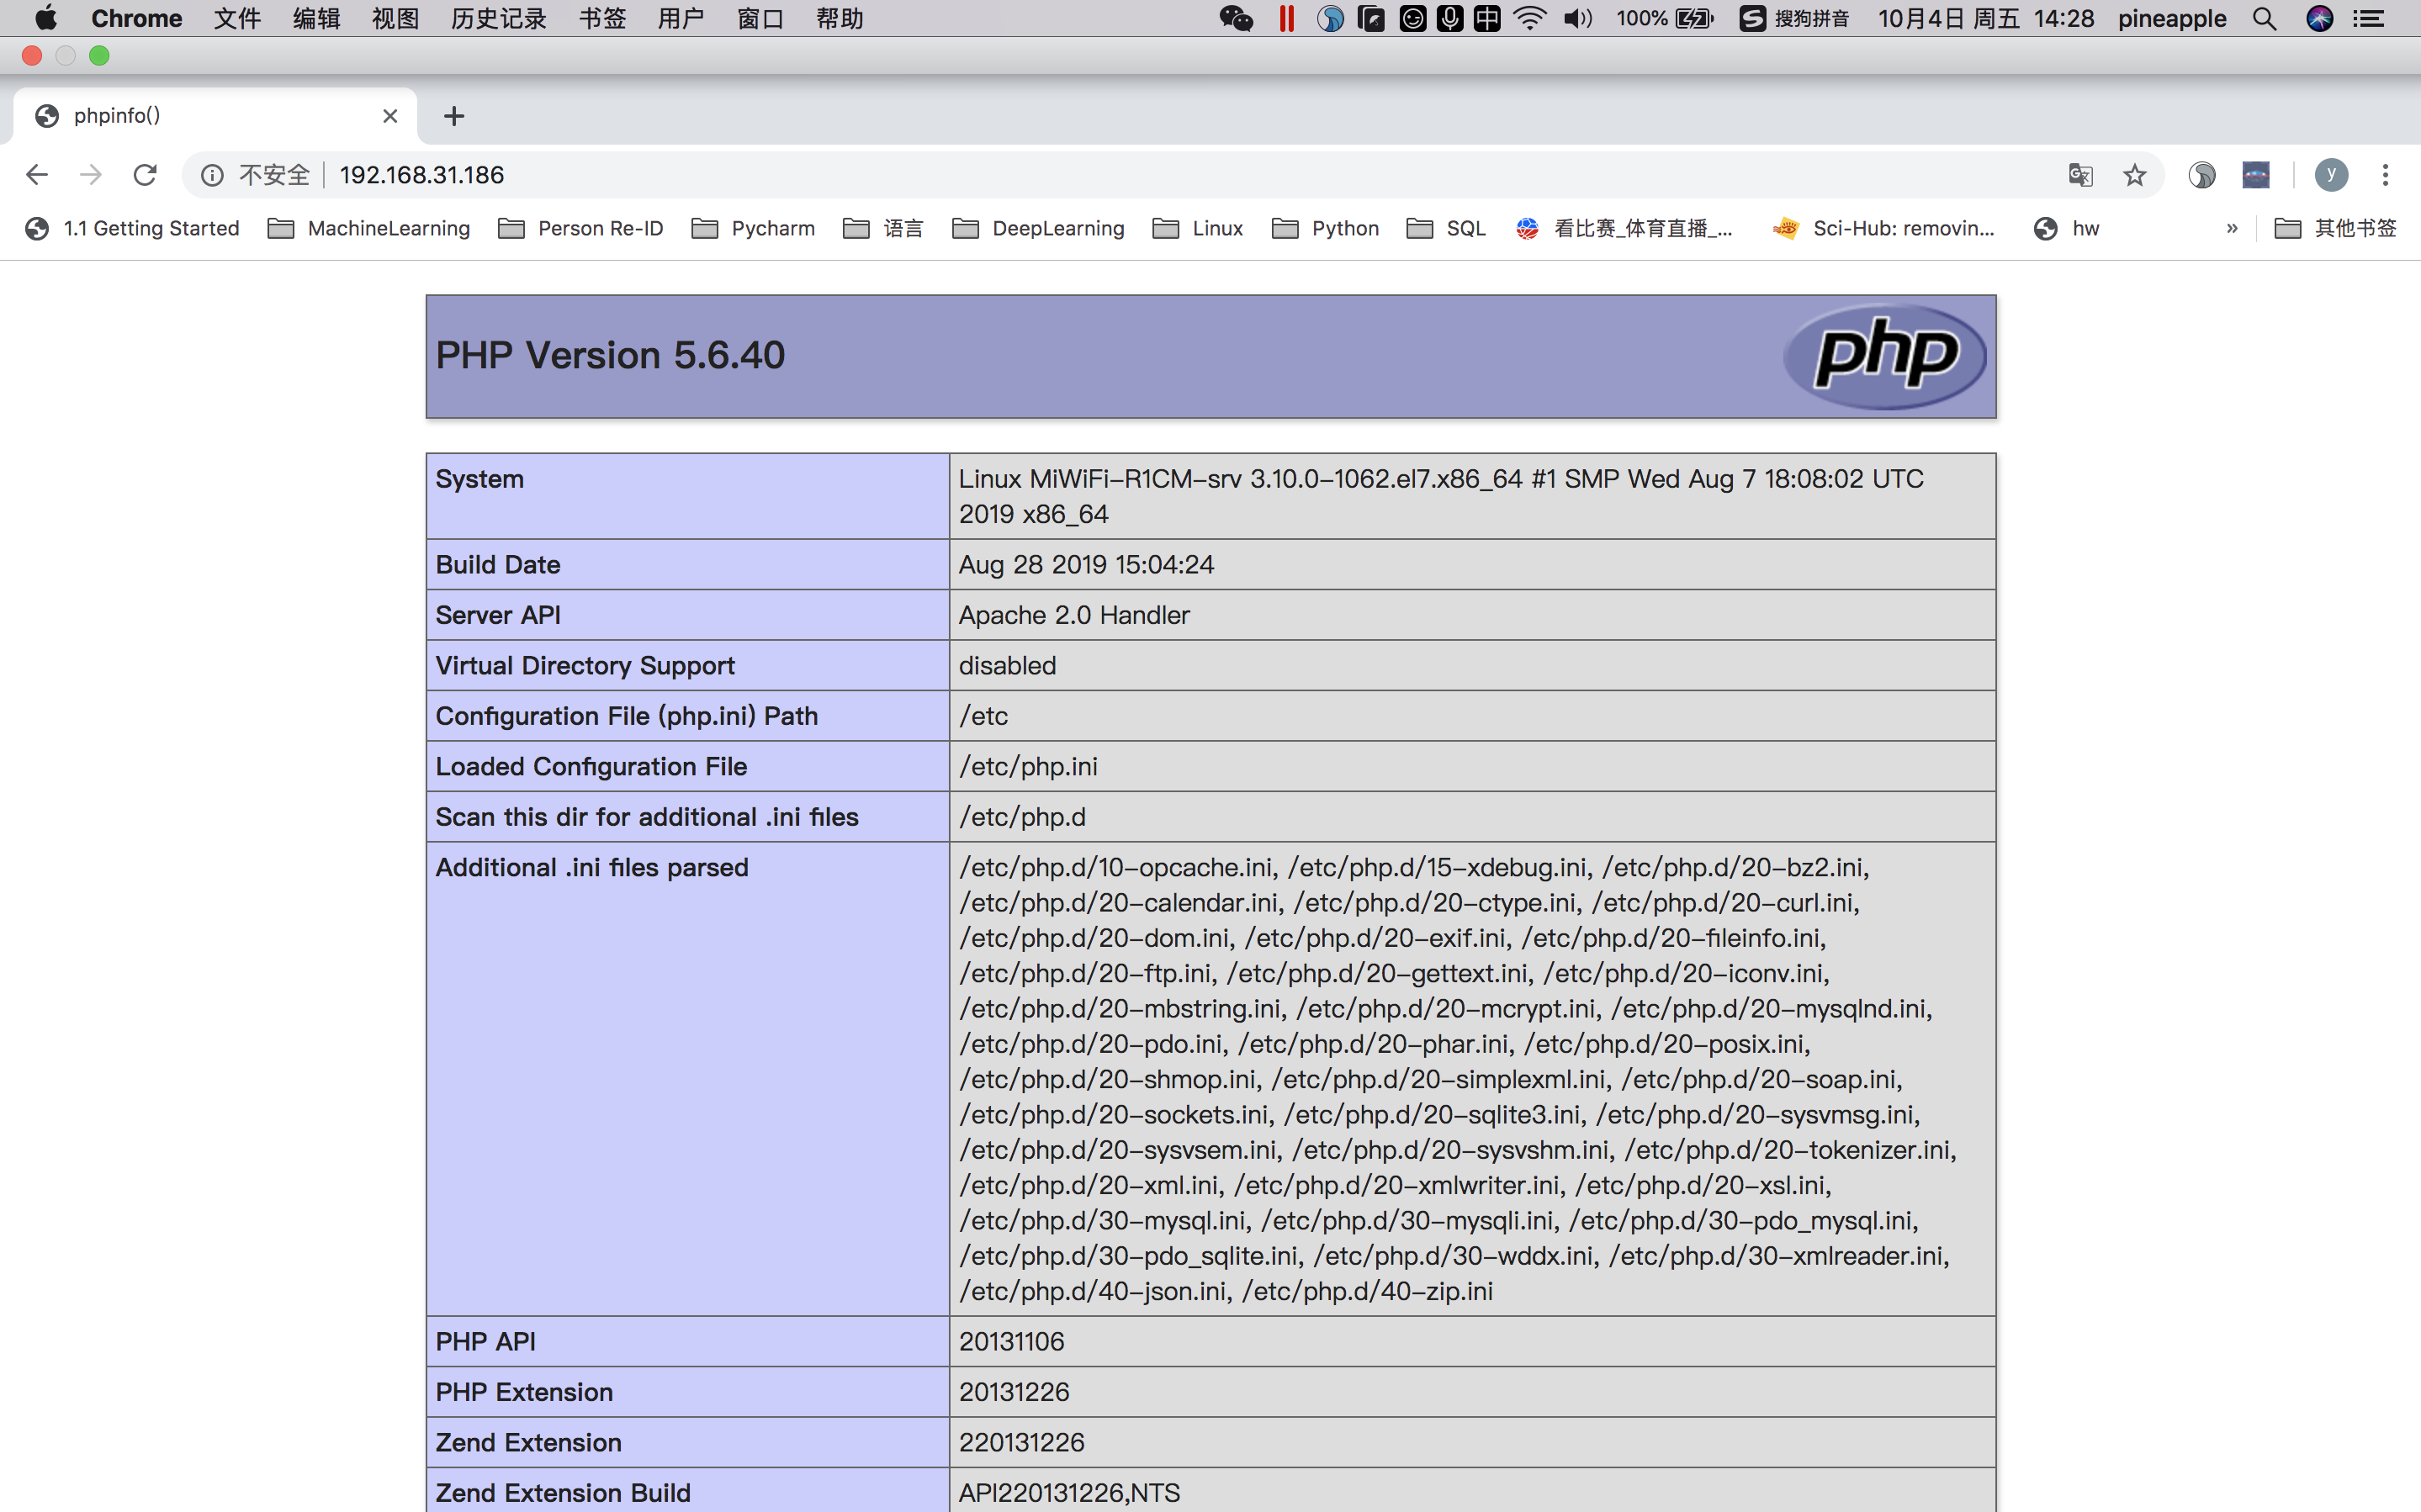 Chrome 文件 编辑 视图 历史记录 书签 用户 窗口 帮助 中 100% 搜狗拼音 10月4日 周五 14:28 pineapple
phpinfo()
不安全 192.168.31.186 y
1.1 Getting Started MachineLearning Person Re-ID Pycharm 语言 DeepLearning Linux Python SQL 看比赛_体育直播_... Sci-Hub: removin... hw » 其他书签
PHP Version 5.6.40
php
System Linux MiWiFi-R1CM-srv 3.10.0-1062.el7.x86_64 #1 SMP Wed Aug 7 18:08:02 UTC
2019 x86_64
Build Date Aug 28 2019 15:04:24
Server API Apache 2.0 Handler
Virtual Directory Support disabled
Configuration File (php.ini) Path /etc
Loaded Configuration File /etc/php.ini
Scan this dir for additional .ini files /etc/php.d
Additional .ini files parsed /etc/php.d/10-opcache.ini, /etc/php.d/15-xdebug.ini, /etc/php.d/20-bz2.ini,
/etc/php.d/20-calendar.ini, /etc/php.d/20-ctype.ini, /etc/php.d/20-curl.ini,
/etc/php.d/20-dom.ini, /etc/php.d/20-exif.ini, /etc/php.d/20-fileinfo.ini,
/etc/php.d/20-ftp.ini, /etc/php.d/20-gettext.ini, /etc/php.d/20-iconv.ini,
/etc/php.d/20-mbstring.ini, /etc/php.d/20-mcrypt.ini, /etc/php.d/20-mysqlnd.ini,
/etc/php.d/20-pdo.ini, /etc/php.d/20-phar.ini, /etc/php.d/20-posix.ini,
/etc/php.d/20-shmop.ini, /etc/php.d/20-simplexml.ini, /etc/php.d/20-soap.ini,
/etc/php.d/20-sockets.ini, /etc/php.d/20-sqlite3.ini, /etc/php.d/20-sysvmsg.ini,
/etc/php.d/20-sysvsem.ini, /etc/php.d/20-sysvshm.ini, /etc/php.d/20-tokenizer.ini,
/etc/php.d/20-xml.ini, /etc/php.d/20-xmlwriter.ini, /etc/php.d/20-xsl.ini,
/etc/php.d/30-mysql.ini, /etc/php.d/30-mysqli.ini, /etc/php.d/30-pdo_mysql.ini,
/etc/php.d/30-pdo_sqlite.ini, /etc/php.d/30-wddx.ini, /etc/php.d/30-xmlreader.ini,
/etc/php.d/40-json.ini, /etc/php.d/40-zip.ini
PHP API 20131106
PHP Extension 20131226
Zend Extension 220131226
Zend Extension Build API220131226,NTS